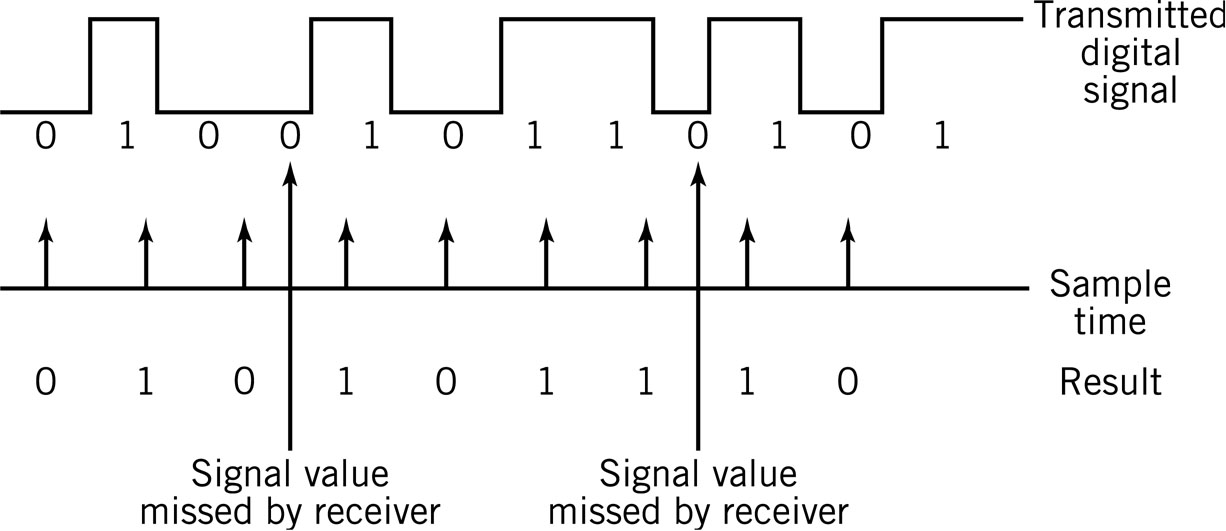 Transmitted
digital
signal
0 1 0 0 1 0 1 1 0 1 0 1
Sample
time
0 1 0 1 0 1 1 1 0 Result
Signal value
missed by receiver
Signal value
missed by receiver